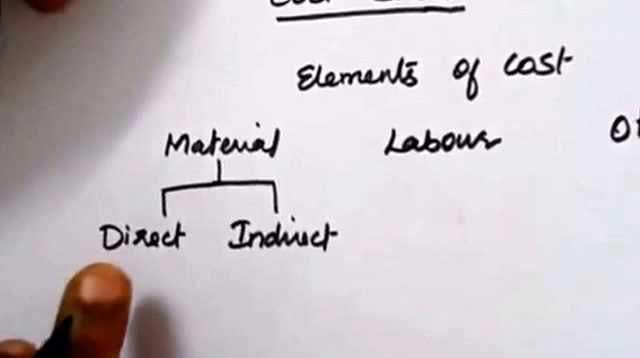 Elements of cost
Material Labour
Direct Indirect